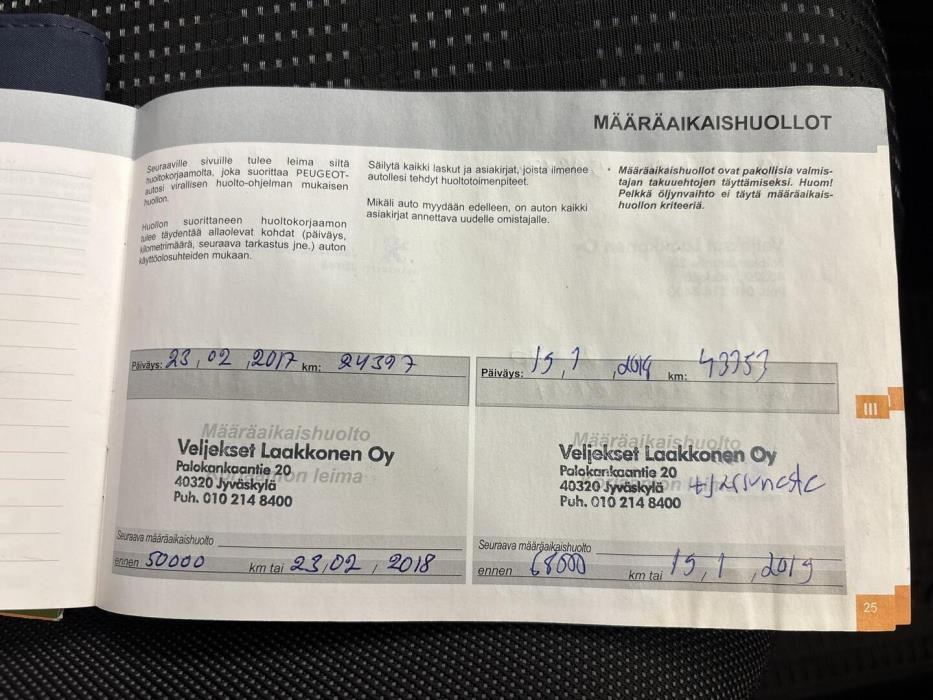 MÄÄRÄAIKAISHUOLLOT
Seuraaville sivuille tulee leima siltä
huoltokorjaamolta, joka suorittaa PEUGEOT-
autosi virallisen huolto-ohjelman mukaisen
huollon.
Huollon suorittaneen huoltokorjaamon
tulee täydentää allaolevat kohdat (päiväys,
kilometrimäärä, seuraava tarkastus jne.) auton
käyttöolosuhteiden mukaan.
Säilytä kaikki laskut ja asiakirjat, joista ilmenee
autollesi tehdyt huoltotoimenpiteet.
Mikäli auto myydään edelleen, on auton kaikki
asiakirjat annettava uudelle omistajalle.
• Määräaikaishuollot ovat pakollisia valmis-
tajan takuuehtojen täyttämiseksi. Huom!
Pelkkä öljynvaihto ei täytä määräaikais-
huollon kriteeriä.
Päiväys: 23, 02, 2017 km: 24397
Määräaikaishuolto
Veljekset Laakkonen Oy
Palokankaantie 20
40320 Jyväskylä
leima
Puh. 010 214 8400
Seuraava määräaikaishuolto
ennen 50000 km tai 23,02, 2018
Päiväys: 15, 1, 2018 km: 43353
Määräaikaishuolto
Veljekset Laakkonen Oy
Palokankaantie 20
40320 Jyväskylä
Puh. 010 214 8400
Seuraava määräaikaishuolto
ennen 68000 km tai 15, 1, 2019
III
25